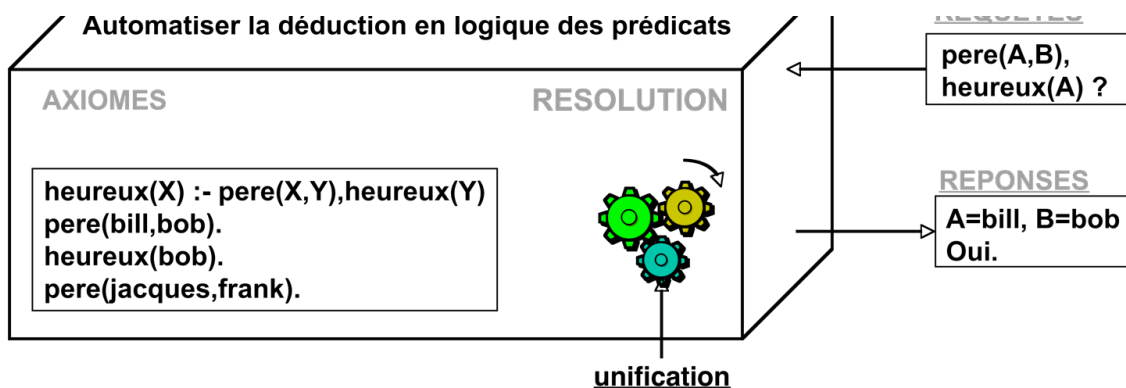 Automatiser la déduction en logique des prédicats
REQUETES
pere(A,B),
heureux(A) ?
AXIOMES
RESOLUTION
heureux(X) :- pere(X,Y),heureux(Y)
pere(bill,bob).
heureux(bob).
pere(jacques,frank).
REPONSES
A=bill, B=bob
Oui.
unification